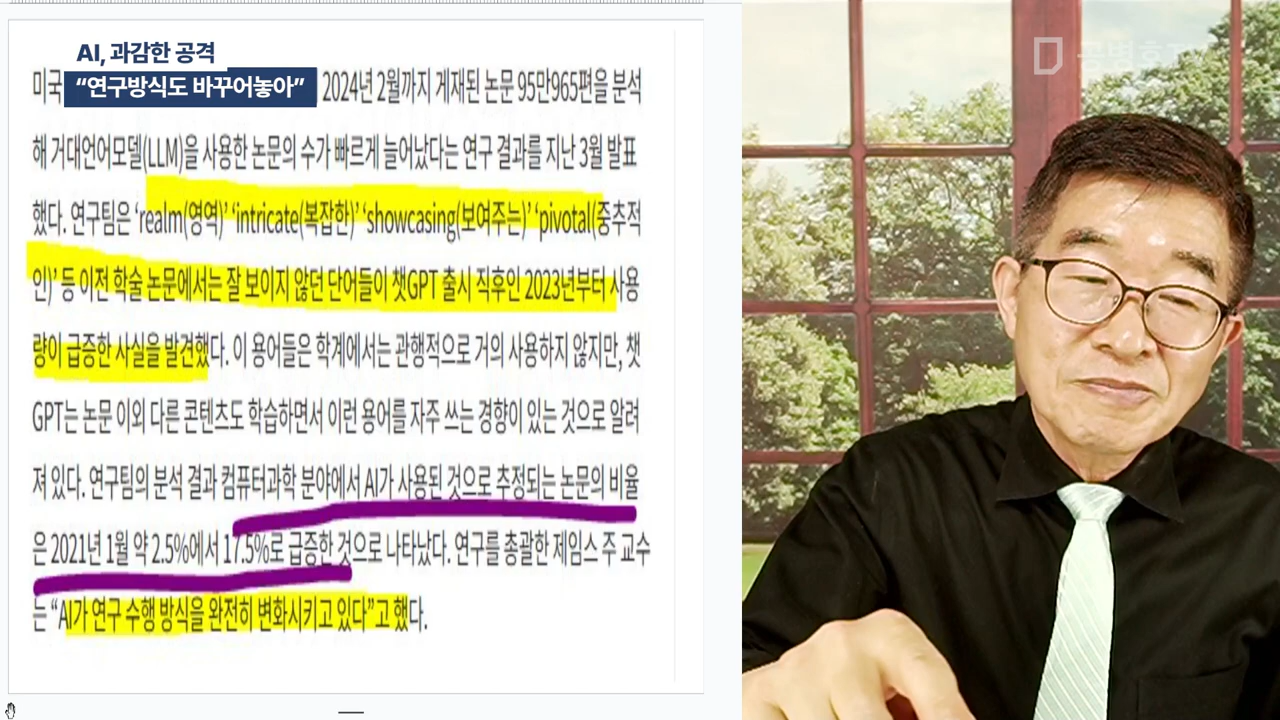 AI, 과감한 공격
“연구방식도 바꾸어놓아”
미국 2024년 2월까지 게재된 논문 95만965편을 분석
해 거대언어모델(LLM)을 사용한 논문의 수가 빠르게 늘어났다는 연구 결과를 지난 3월 발표
했다. 연구팀은 ‘realm(영역)’ ‘intricate(복잡한)’ ‘showcasing(보여주는)’ ‘pivotal(중추적
인)’ 등 이전 학술 논문에서는 잘 보이지 않던 단어들이 챗GPT 출시 직후인 2023년부터 사용
량이 급증한 사실을 발견했다. 이 용어들은 학계에서는 관행적으로 거의 사용하지 않지만, 챗
GPT는 논문 이외 다른 콘텐츠도 학습하면서 이런 용어를 자주 쓰는 경향이 있는 것으로 알려
져 있다. 연구팀의 분석 결과 컴퓨터과학 분야에서 AI가 사용된 것으로 추정되는 논문의 비율
은 2021년 1월 약 2.5%에서 17.5%로 급증한 것으로 나타났다. 연구를 총괄한 제임스 주 교수
는 “AI가 연구 수행 방식을 완전히 변화시키고 있다”고 했다.